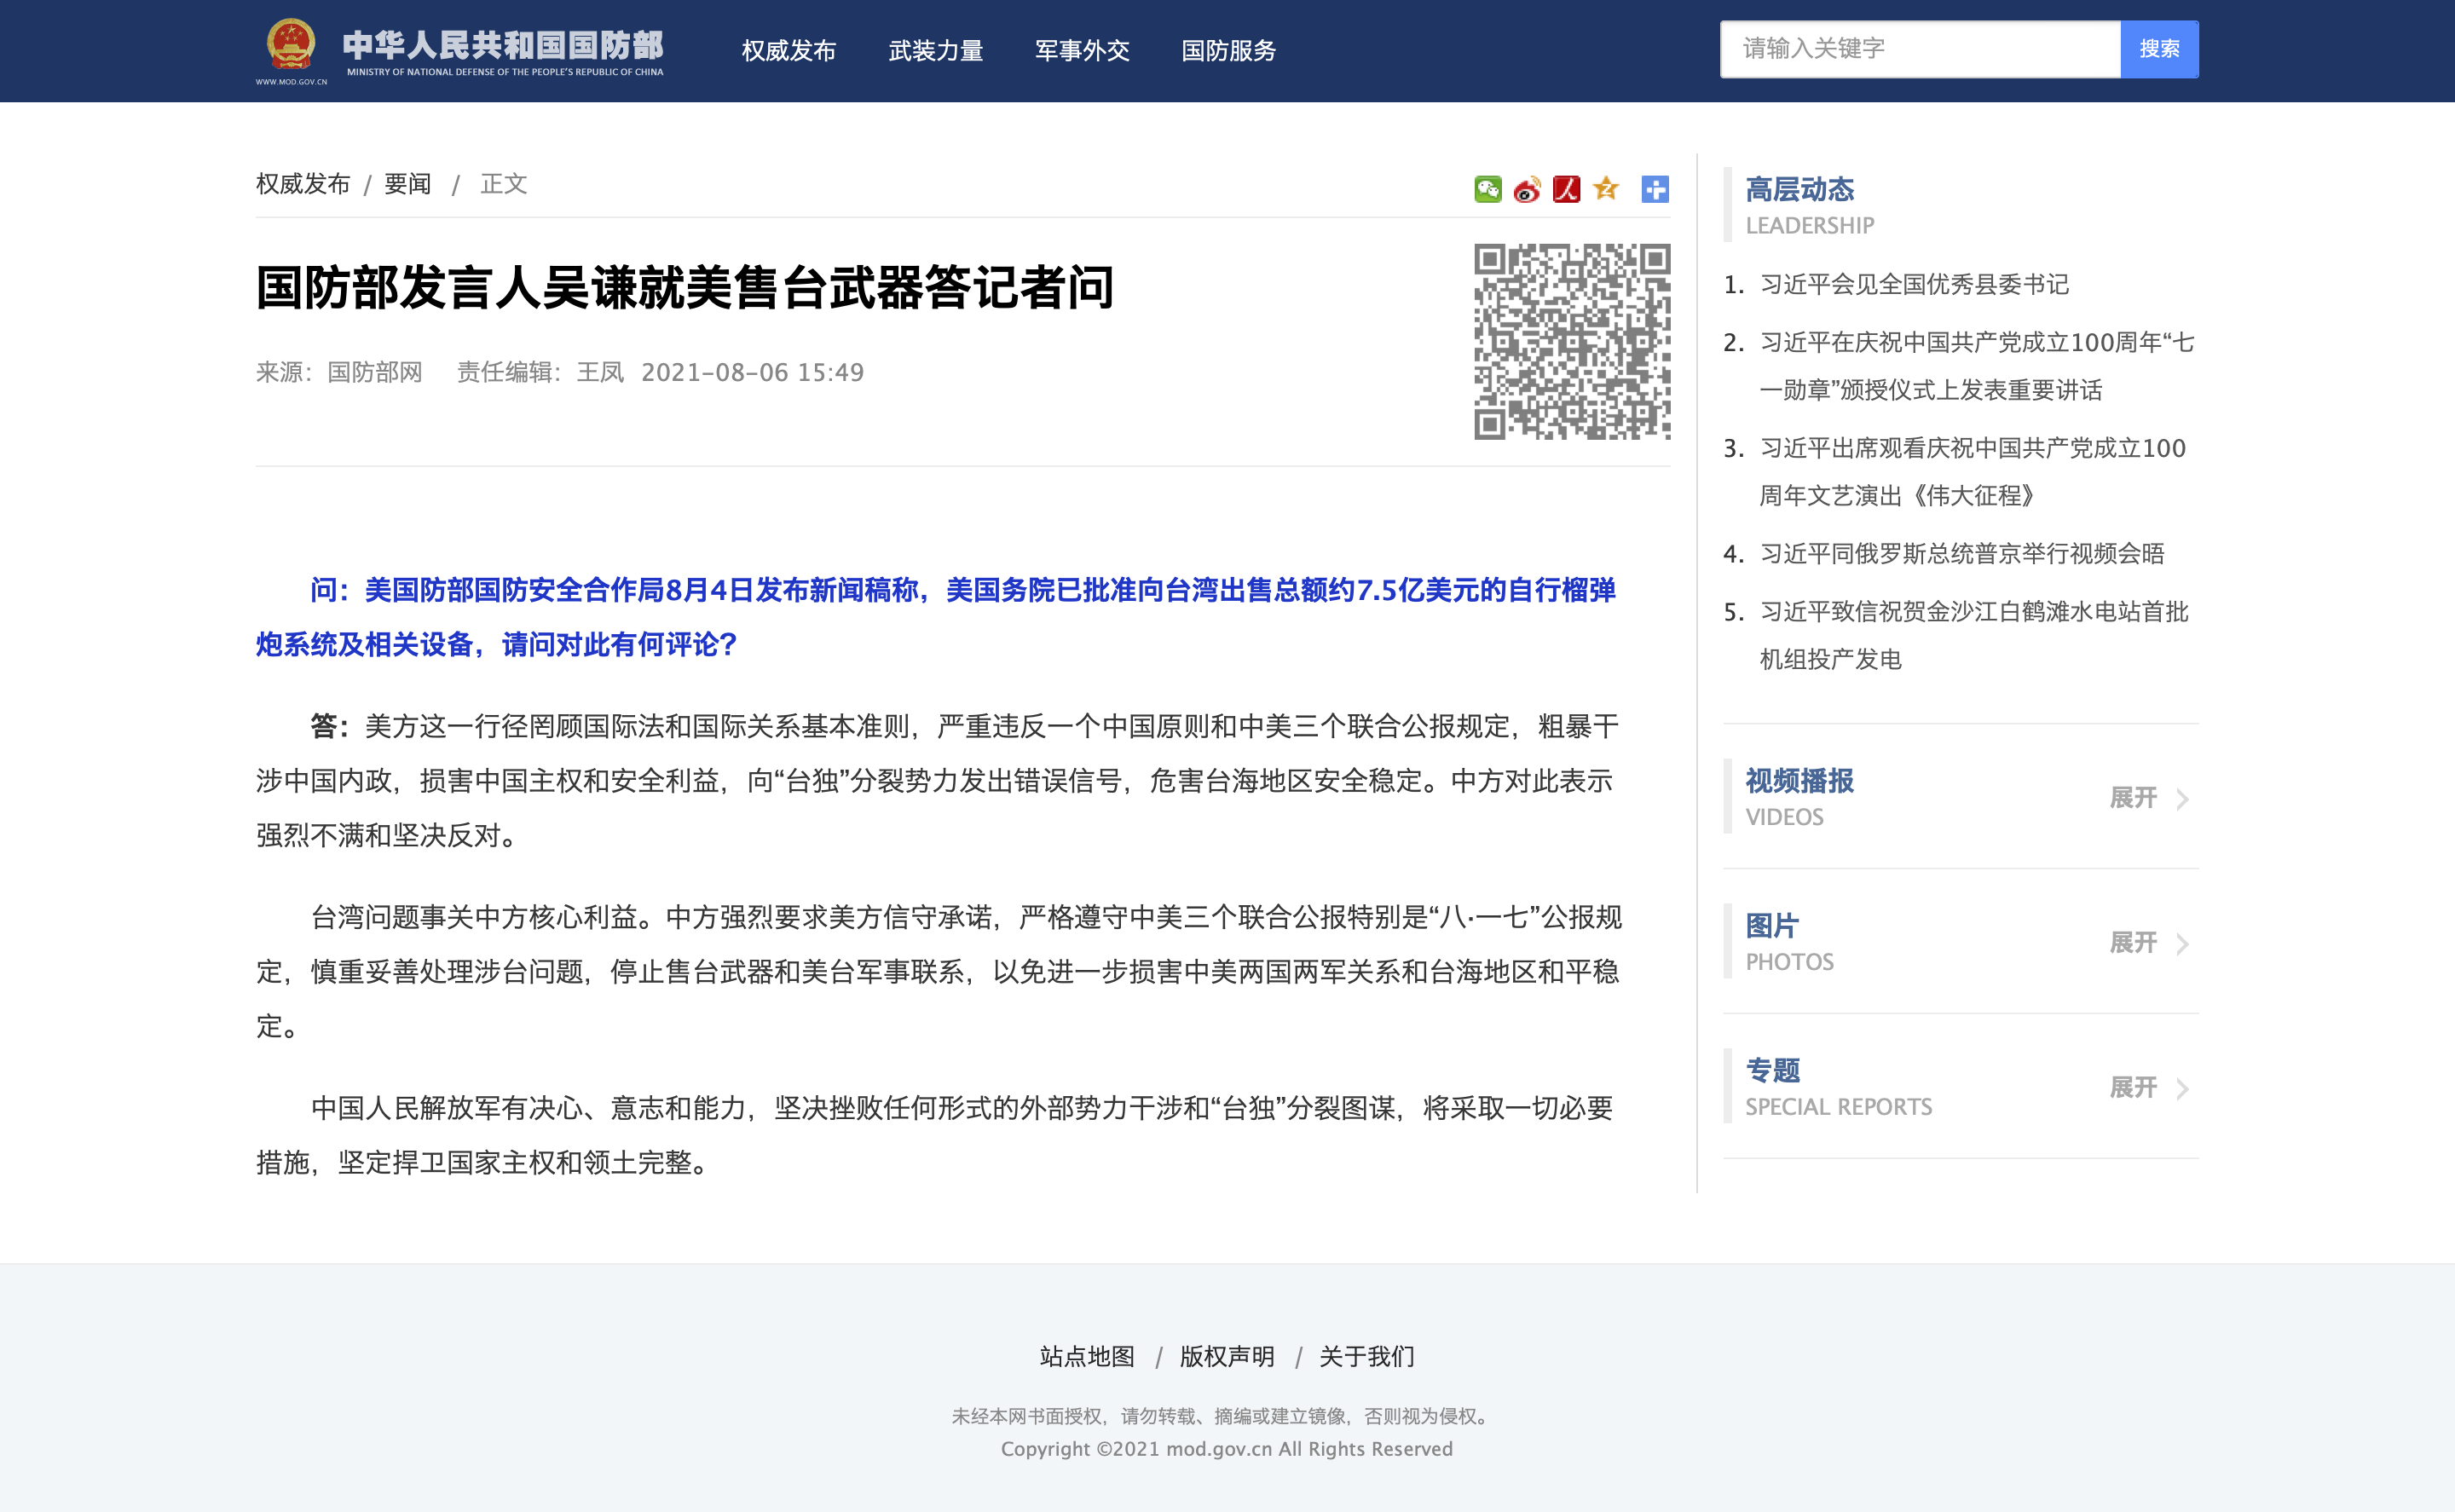 中华人民共和国国防部
MINISTRY OF NATIONAL DEFENSE OF THE PEOPLE'S REPUBLIC OF CHINA
WWW.MOD.GOV.CN
权威发布 武装力量 军事外交 国防服务
请输入关键字 搜索
权威发布 / 要闻 / 正文
国防部发言人吴谦就美售台武器答记者问
来源：国防部网 责任编辑：王凤 2021-08-06 15:49
问：美国防部国防安全合作局8月4日发布新闻稿称，美国务院已批准向台湾出售总额约7.5亿美元的自行榴弹
炮系统及相关设备，请问对此有何评论？
答：美方这一行径罔顾国际法和国际关系基本准则，严重违反一个中国原则和中美三个联合公报规定，粗暴干
涉中国内政，损害中国主权和安全利益，向“台独”分裂势力发出错误信号，危害台海地区安全稳定。中方对此表示
强烈不满和坚决反对。
台湾问题事关中方核心利益。中方强烈要求美方信守承诺，严格遵守中美三个联合公报特别是“八·一七”公报规
定，慎重妥善处理涉台问题，停止售台武器和美台军事联系，以免进一步损害中美两国两军关系和台海地区和平稳
定。
中国人民解放军有决心、意志和能力，坚决挫败任何形式的外部势力干涉和“台独”分裂图谋，将采取一切必要
措施，坚定捍卫国家主权和领土完整。
高层动态
LEADERSHIP
1. 习近平会见全国优秀县委书记
2. 习近平在庆祝中国共产党成立100周年“七
一勋章”颁授仪式上发表重要讲话
3. 习近平出席观看庆祝中国共产党成立100
周年文艺演出《伟大征程》
4. 习近平同俄罗斯总统普京举行视频会晤
5. 习近平致信祝贺金沙江白鹤滩水电站首批
机组投产发电
视频播报
VIDEOS
展开
图片
PHOTOS
展开
专题
SPECIAL REPORTS
展开
站点地图 / 版权声明 / 关于我们
未经本网书面授权，请勿转载、摘编或建立镜像，否则视为侵权。
Copyright ©2021 mod.gov.cn All Rights Reserved